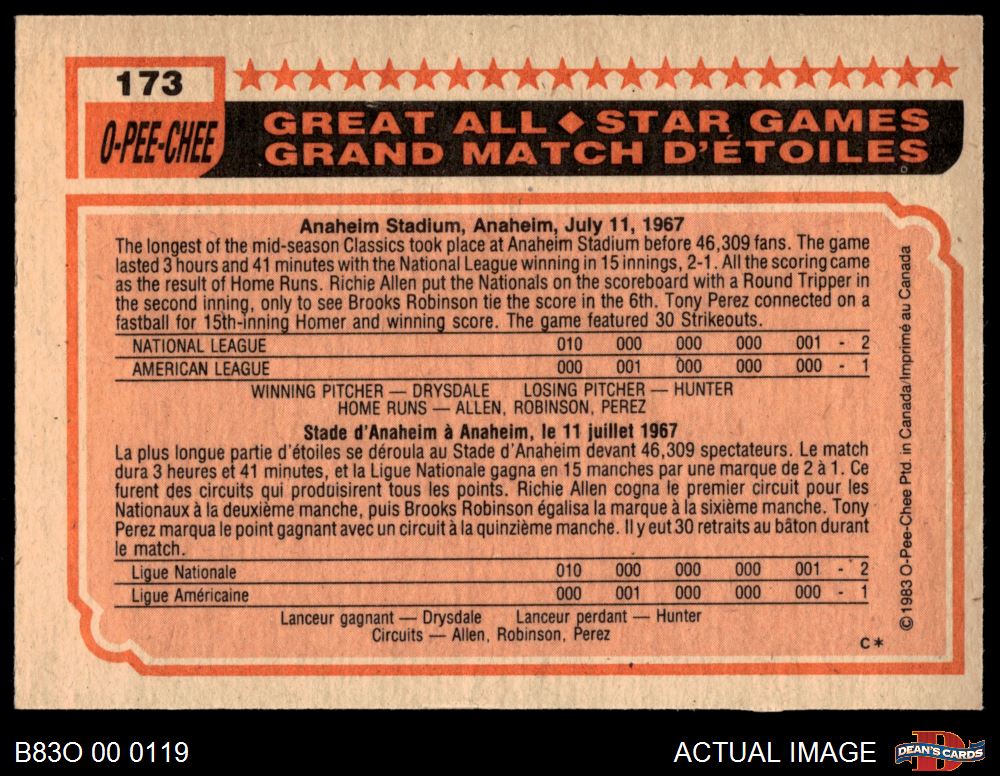 173
O-PEE-CHEE
GREAT ALL◆STAR GAMES
GRAND MATCH D'ÉTOILES
Anaheim Stadium, Anaheim, July 11, 1967
The longest of the mid-season Classics took place at Anaheim Stadium before 46,309 fans. The game
lasted 3 hours and 41 minutes with the National League winning in 15 innings, 2-1. All the scoring came
as the result of Home Runs. Richie Allen put the Nationals on the scoreboard with a Round Tripper in
the second inning, only to see Brooks Robinson tie the score in the 6th. Tony Perez connected on a
fastball for 15th-inning Homer and winning score. The game featured 30 Strikeouts.
NATIONAL LEAGUE 010 000 000 000 001 - 2
AMERICAN LEAGUE 000 001 000 000 000 - 1
WINNING PITCHER — DRYSDALE LOSING PITCHER — HUNTER
HOME RUNS — ALLEN, ROBINSON, PEREZ
Stade d'Anaheim à Anaheim, le 11 juillet 1967
La plus longue partie d'étoiles se déroula au Stade d'Anaheim devant 46,309 spectateurs. Le match
dura 3 heures et 41 minutes, et la Ligue Nationale gagna en 15 manches par une marque de 2 à 1. Ce
furent des circuits qui produisirent tous les points. Richie Allen cogna le premier circuit pour les
Nationaux à la deuxième manche, puis Brooks Robinson égalisa la marque à la sixième manche. Tony
Perez marqua le point gagnant avec un circuit à la quinzième manche. Il y eut 30 retraits au bâton durant
le match.
Ligue Nationale 010 000 000 000 001 - 2
Ligue Américaine 000 001 000 000 000 - 1
Lanceur gagnant — Drysdale Lanceur perdant — Hunter
Circuits — Allen, Robinson, Perez
C*
©1983 O-Pee-Chee Ptd. in Canada/Imprimé au Canada
B83O 00 0119
ACTUAL IMAGE
DEAN'S CARDS